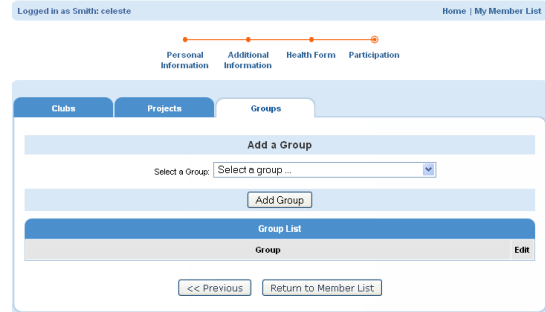 Logged in as Smith: celeste
Home | My Member List
Personal Information
Additional Information
Health Form
Participation
Clubs
Projects
Groups
Add a Group
Select a Group: Select a group ...
Add Group
Group List
Group
Edit
<< Previous
Return to Member List